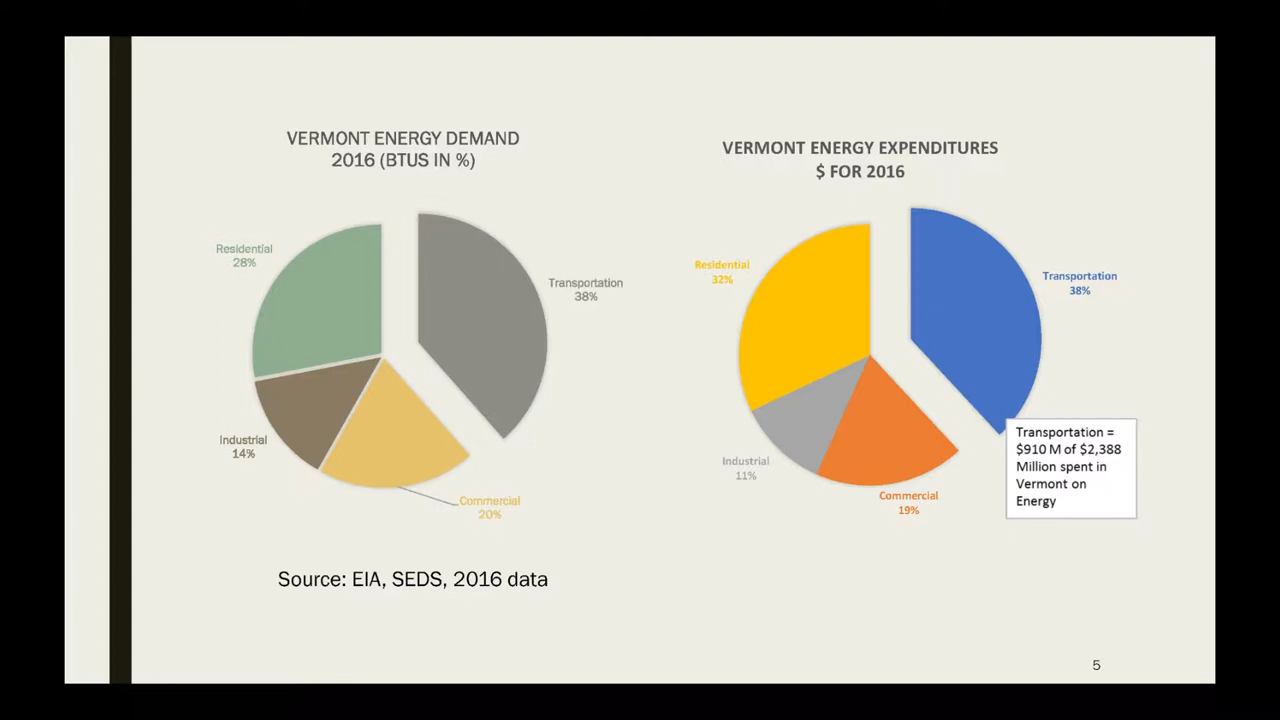 VERMONT ENERGY DEMAND
2016 (BTUS IN %)
Residential
28%
Transportation
38%
Industrial
14%
Commercial
20%
VERMONT ENERGY EXPENDITURES
$ FOR 2016
Residential
32%
Transportation
38%
Industrial
11%
Commercial
19%
Transportation =
$910 M of $2,388
Million spent in
Vermont on
Energy
Source: EIA, SEDS, 2016 data
5